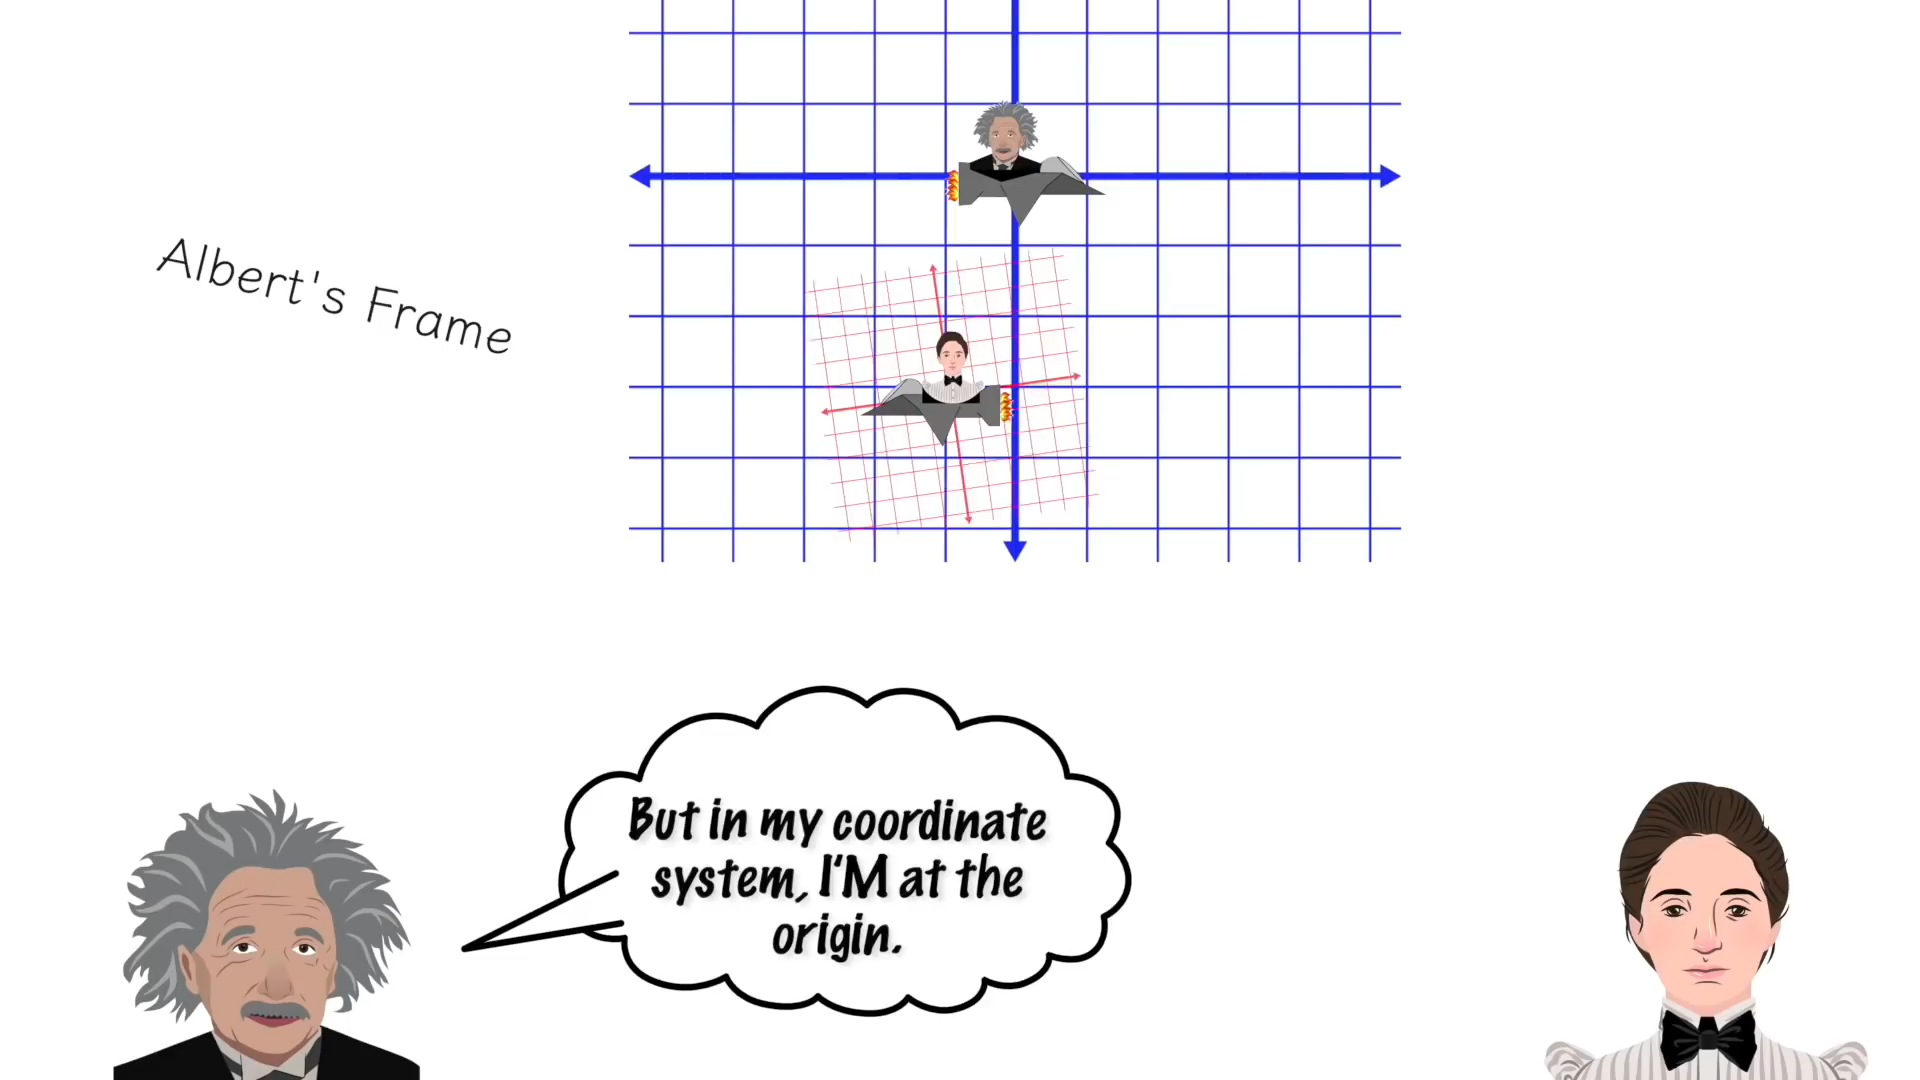 Albert's Frame
But in my coordinate
system, I'M at the
origin.